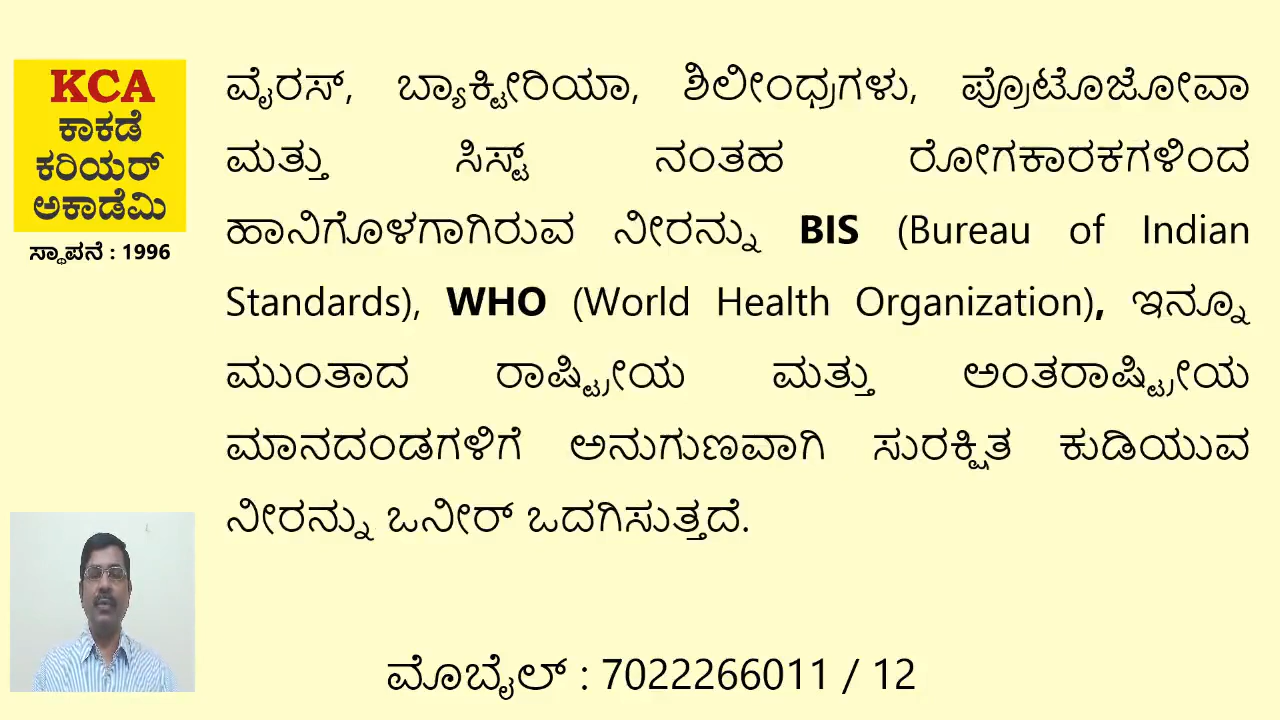 KCA
ಕಾಕಡೆ
ಕರಿಯರ್
ಅಕಾಡೆಮಿ
ಸ್ಥಾಪನೆ : 1996
ವೈರಸ್, ಬ್ಯಾಕ್ಟೀರಿಯಾ, ಶಿಲೀಂಧ್ರಗಳು, ಪ್ರೊಟೊಜೋವಾ
ಮತ್ತು ಸಿಸ್ಟ್ ನಂತಹ ರೋಗಕಾರಕಗಳಿಂದ
ಹಾನಿಗೊಳಗಾಗಿರುವ ನೀರನ್ನು BIS (Bureau of Indian
Standards), WHO (World Health Organization), ಇನ್ನೂ
ಮುಂತಾದ ರಾಷ್ಟ್ರೀಯ ಮತ್ತು ಅಂತರಾಷ್ಟ್ರೀಯ
ಮಾನದಂಡಗಳಿಗೆ ಅನುಗುಣವಾಗಿ ಸುರಕ್ಷಿತ ಕುಡಿಯುವ
ನೀರನ್ನು ಒನೀರ್ ಒದಗಿಸುತ್ತದೆ.
ಮೊಬೈಲ್ : 7022266011 / 12